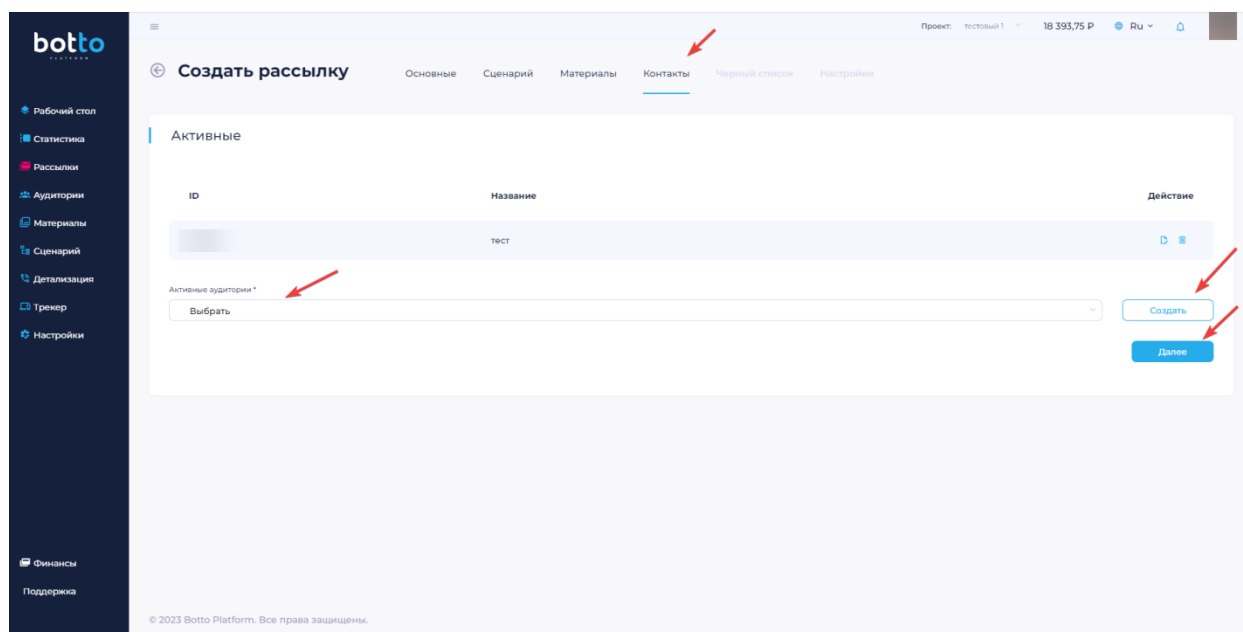 botto
PLATFORM
Проект: тестовый 1 18 393,75 ₽ Ru
Создать рассылку Основные Сценарий Материалы Контакты Черный список Настройки
Рабочий стол
Статистика
Рассылки
Аудитории
Материалы
Сценарий
Детализация
Трекер
Настройки
Финансы
Поддержка
Активные
ID Название Действие
тест
Активные аудитории *
Выбрать
Создать
Далее
© 2023 Botto Platform. Все права защищены.